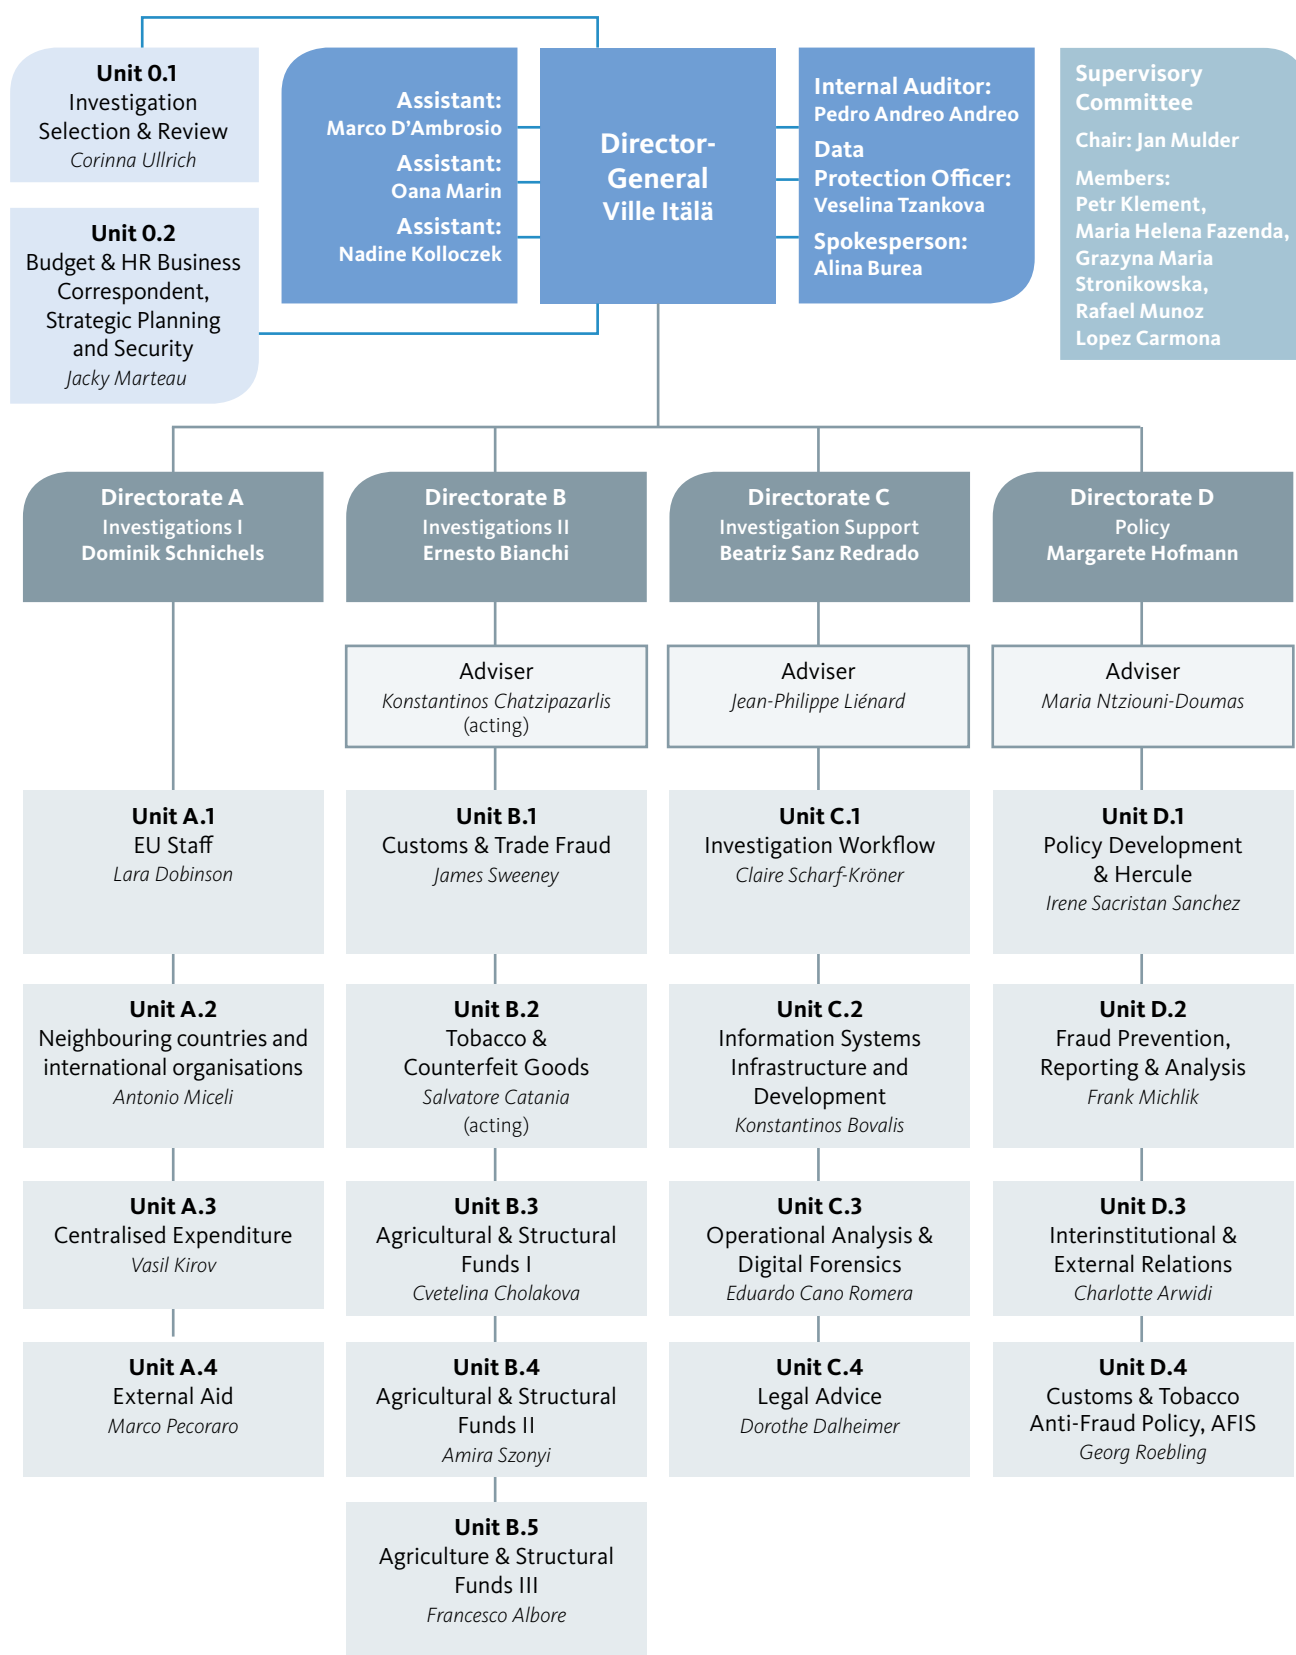 Unit 0.1
Investigation
Selection & Review
Corinna Ullrich
Unit 0.2
Budget & HR Business
Correspondent,
Strategic Planning
and Security
Jacky Marteau
Assistant:
Marco D’Ambrosio
Assistant:
Oana Marin
Assistant:
Nadine Kolloczek
Director-
General
Ville Itälä
Internal Auditor:
Pedro Andreo Andreo
Data
Protection Officer:
Veselina Tzankova
Spokesperson:
Alina Burea
Supervisory
Committee
Chair: Jan Mulder
Members:
Petr Klement,
Maria Helena Fazenda,
Grazyna Maria
Stronikowska,
Rafael Munoz
Lopez Carmona
Directorate A
Investigations I
Dominik Schnichels
Unit A.1
EU Staff
Lara Dobinson
Unit A.2
Neighbouring countries and
international organisations
Antonio Miceli
Unit A.3
Centralised Expenditure
Vasil Kirov
Unit A.4
External Aid
Marco Pecoraro
Directorate B
Investigations II
Ernesto Bianchi
Adviser
Konstantinos Chatzipazarlis
(acting)
Unit B.1
Customs & Trade Fraud
James Sweeney
Unit B.2
Tobacco &
Counterfeit Goods
Salvatore Catania
(acting)
Unit B.3
Agricultural & Structural
Funds I
Cvetelina Cholakova
Unit B.4
Agricultural & Structural
Funds II
Amira Szonyi
Unit B.5
Agriculture & Structural
Funds III
Francesco Albore
Directorate C
Investigation Support
Beatriz Sanz Redrado
Adviser
Jean-Philippe Liénard
Unit C.1
Investigation Workflow
Claire Scharf-Kröner
Unit C.2
Information Systems
Infrastructure and
Development
Konstantinos Bovalis
Unit C.3
Operational Analysis &
Digital Forensics
Eduardo Cano Romera
Unit C.4
Legal Advice
Dorothe Dalheimer
Directorate D
Policy
Margarete Hofmann
Adviser
Maria Ntziouni-Doumas
Unit D.1
Policy Development
& Hercule
Irene Sacristan Sanchez
Unit D.2
Fraud Prevention,
Reporting & Analysis
Frank Michlik
Unit D.3
Interinstitutional &
External Relations
Charlotte Arwidi
Unit D.4
Customs & Tobacco
Anti-Fraud Policy, AFIS
Georg Roebling